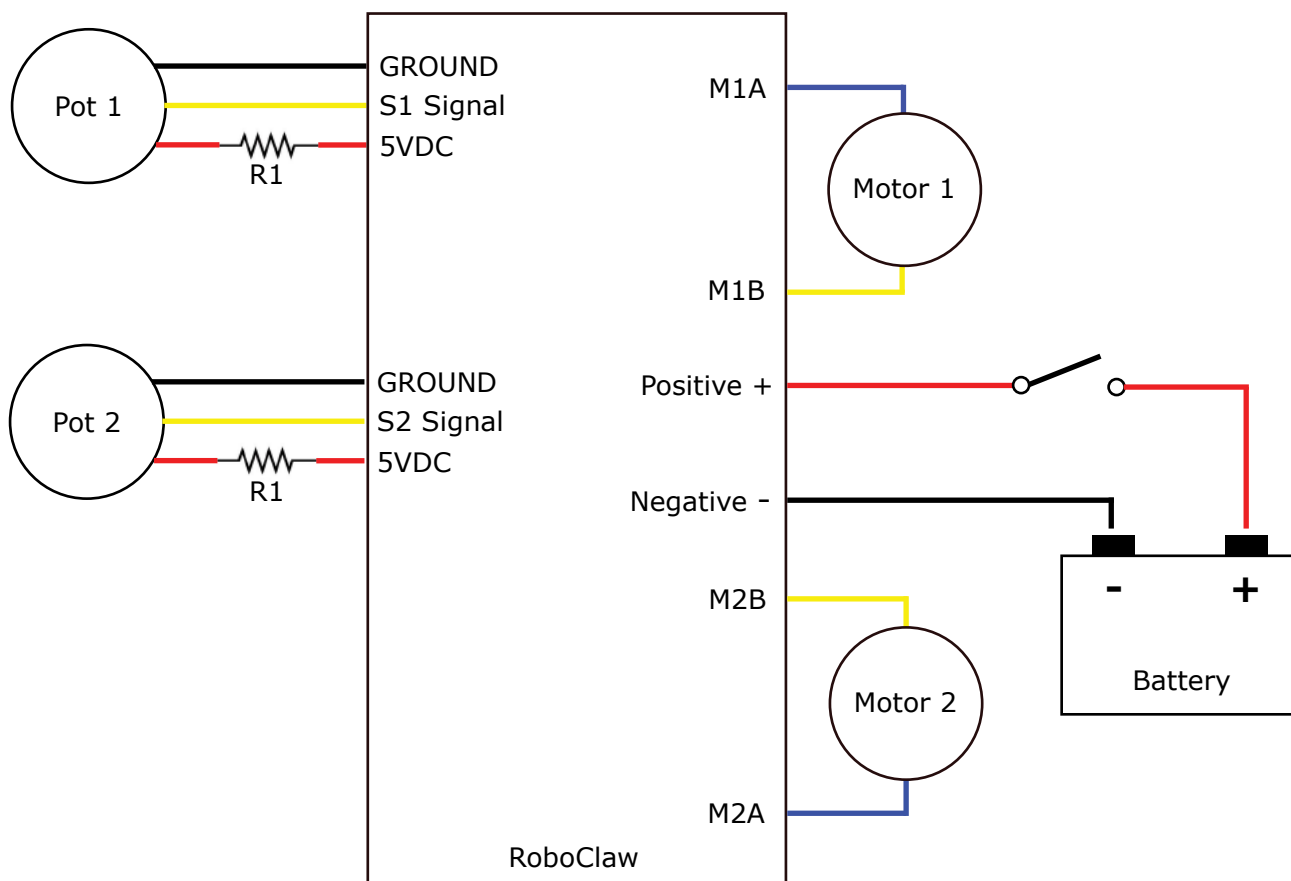 Pot 1
GROUND
S1 Signal
5VDC
R1
Pot 2
GROUND
S2 Signal
5VDC
R1
M1A
Motor 1
M1B
Positive +
Negative -
M2B
Motor 2
M2A
- +
Battery
RoboClaw